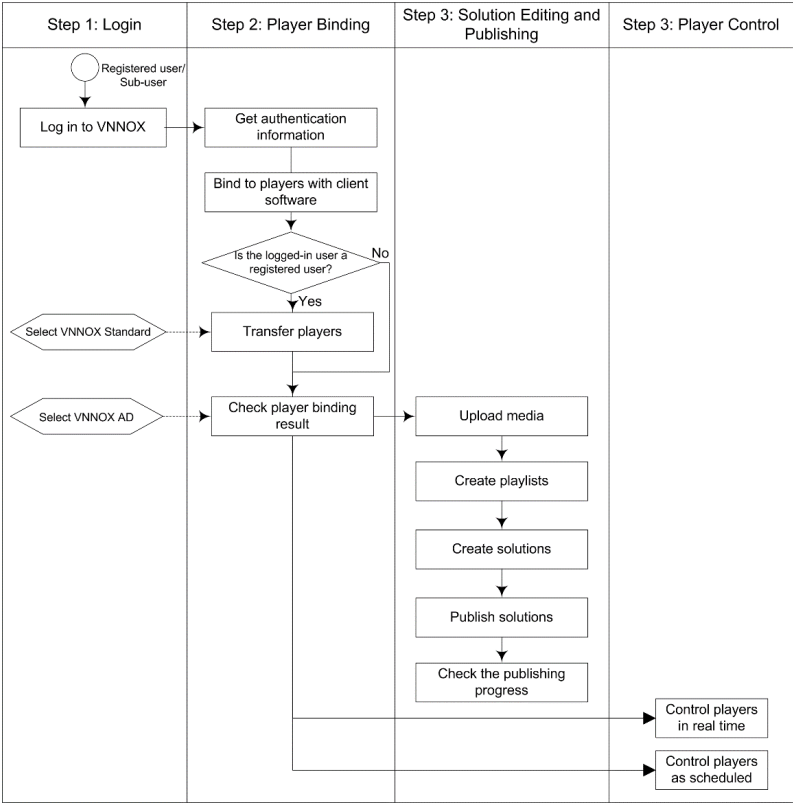 Step 1: Login
Step 2: Player Binding
Step 3: Solution Editing and
Publishing
Step 3: Player Control
Registered user/
Sub-user
Log in to VNNOX
Get authentication
information
Bind to players with client
software
Is the logged-in user a
registered user?
No
Yes
Select VNNOX Standard
Transfer players
Select VNNOX AD
Check player binding
result
Upload media
Create playlists
Create solutions
Publish solutions
Check the publishing
progress
Control players
in real time
Control players
as scheduled